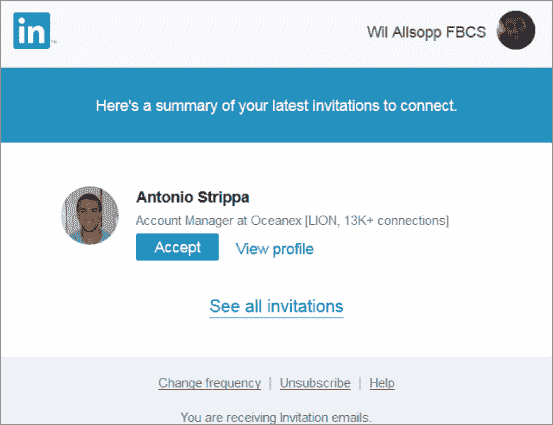 in™
Wil Allsopp FBCS
Here's a summary of your latest invitations to connect.
Antonio Strippa
Account Manager at Oceanex [LION, 13K+ connections]
Accept View profile
See all invitations
Change frequency | Unsubscribe | Help
You are receiving Invitation emails.